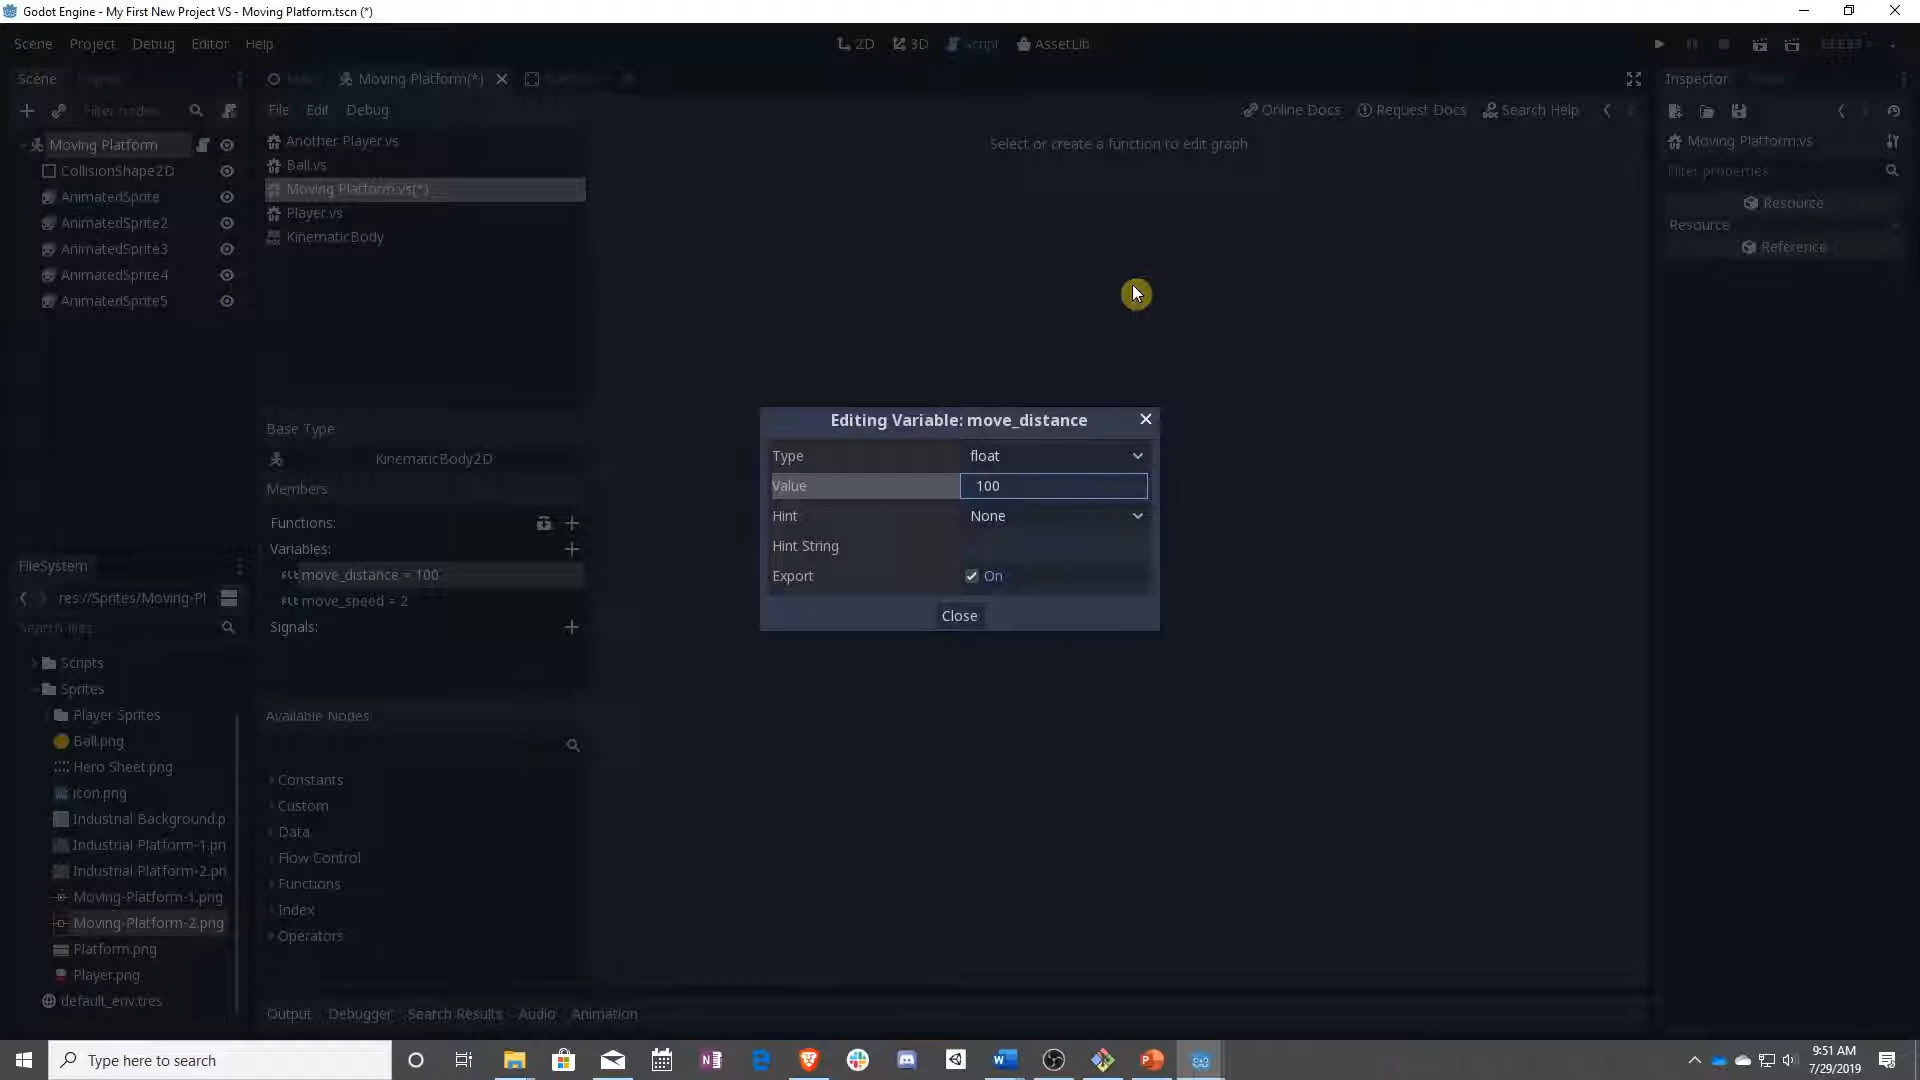 Godot Engine - My First New Project VS - Moving Platform.tscn (*)
Scene Project Debug Editor Help
2D 3D Script AssetLib
Scene
Moving Platform(*)
Inspector
Filter nodes
File Edit Debug
Online Docs Request Docs Search Help
Moving Platform
Another Player.vs
Select or create a function to edit graph
Moving Platform.vs
CollisionShape2D
Ball.vs
Filter properties
AnimatedSprite
Moving Platform.vs(*)
Resource
AnimatedSprite2
Player.vs
Resource
AnimatedSprite3
KinematicBody
Reference
AnimatedSprite4
AnimatedSprite5
Base Type
KinematicBody2D
Members
Functions:
Variables:
move_distance = 100
move_speed = 2
Signals:
Editing Variable: move_distance
Type float
Value 100
Hint None
Hint String
Export On
Close
FileSystem
res://Sprites/Moving-Pl
Search files
Scripts
Sprites
Player Sprites
Ball.png
Hero Sheet.png
icon.png
Industrial Background.p
Industrial Platform-1.pn
Industrial Platform-2.pn
Moving-Platform-1.png
Moving-Platform-2.png
Platform.png
Player.png
default_env.tres
Available Nodes
Constants
Custom
Data
Flow Control
Functions
Index
Operators
Output Debugger Search Results Audio Animation
Type here to search
9:51 AM
7/29/2019